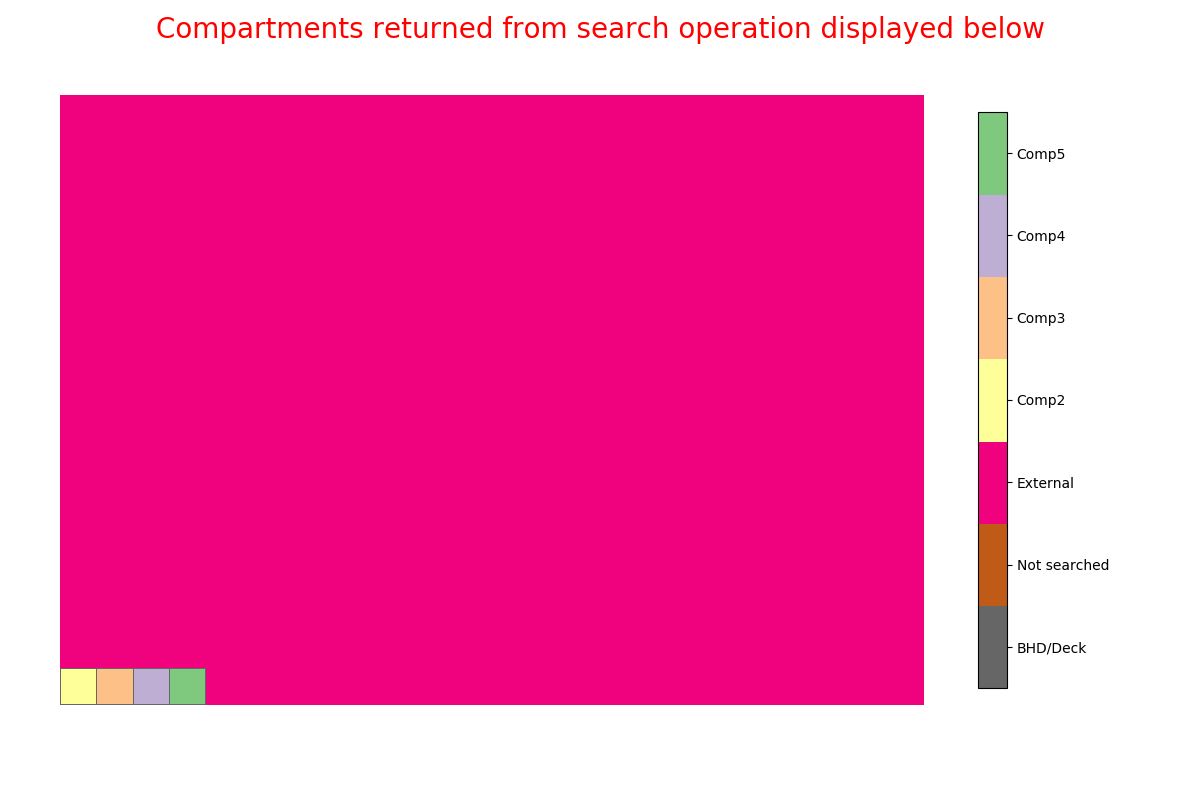 Compartments returned from search operation displayed below
Comp5
Comp4
Comp3
Comp2
External
Not searched
BHD/Deck